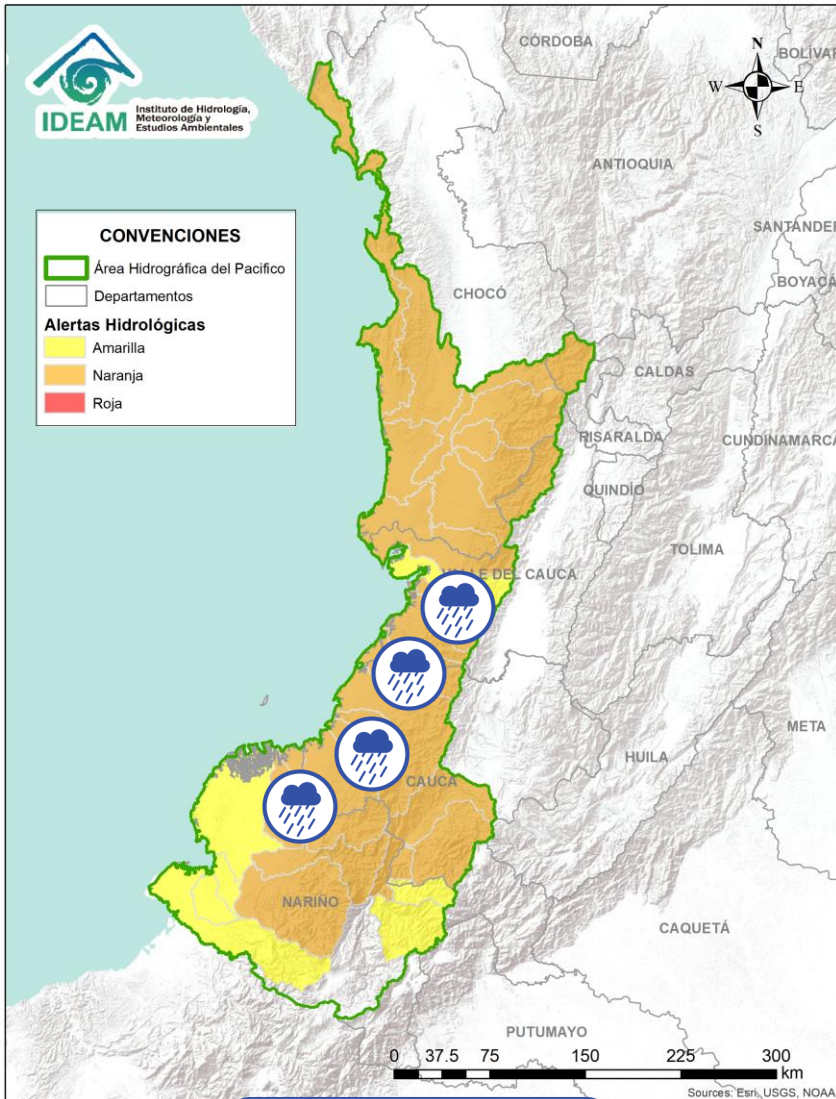 IDEAM
Instituto de Hidrología,
Meteorología y
Estudios Ambientales
CÓRDOBA
BOLÍVAR
N
W
E
S
ANTIOQUIA
SANTANDER
BOYACÁ
CONVENCIONES
Área Hidrográfica del Pacifico
Departamentos
Alertas Hidrológicas
Amarilla
Naranja
Roja
CHOCÓ
CALDAS
RISARALDA
CUNDINAMARCA
QUINDÍO
TOLIMA
VALLE DEL CAUCA
META
HUILA
CAUCA
NARIÑO
CAQUETÁ
PUTUMAYO
0 37.5 75 150 225 300
km
Sources: Esri, USGS, NOAA